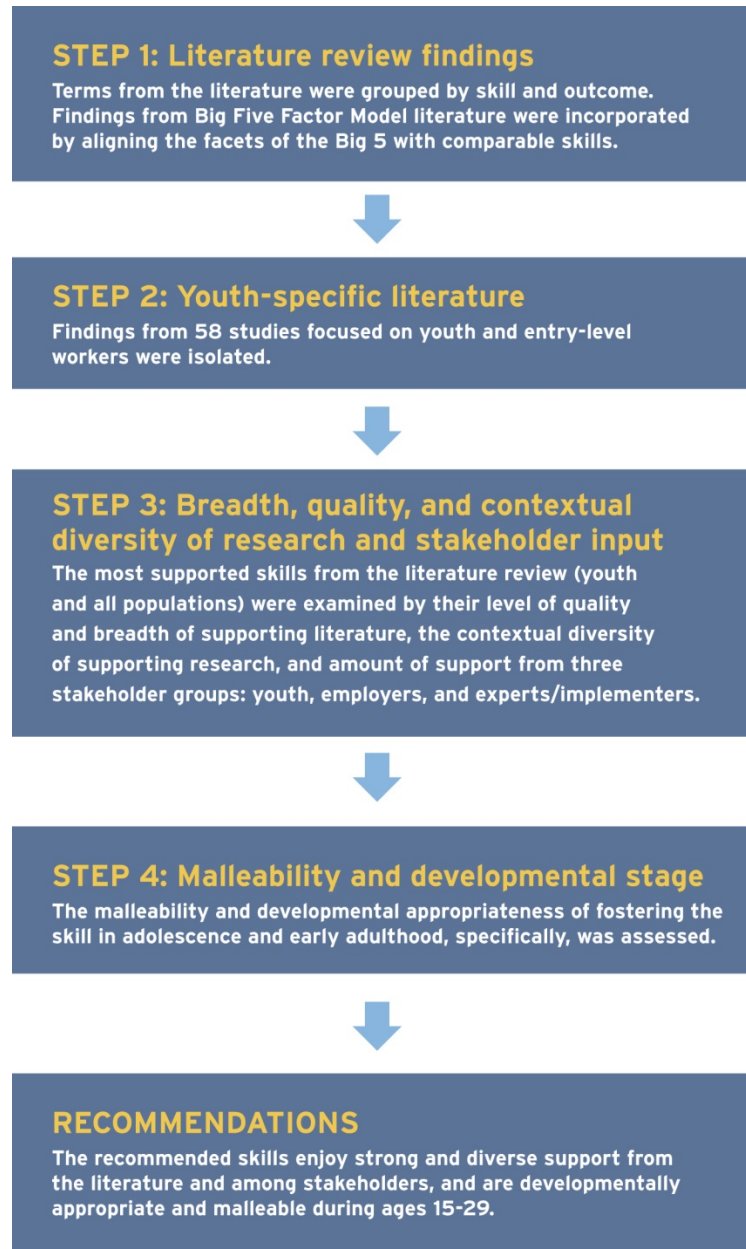 STEP 1: Literature review findings
Terms from the literature were grouped by skill and outcome.
Findings from Big Five Factor Model literature were incorporated
by aligning the facets of the Big 5 with comparable skills.
STEP 2: Youth-specific literature
Findings from 58 studies focused on youth and entry-level
workers were isolated.
STEP 3: Breadth, quality, and contextual
diversity of research and stakeholder input
The most supported skills from the literature review (youth
and all populations) were examined by their level of quality
and breadth of supporting literature, the contextual diversity
of supporting research, and amount of support from three
stakeholder groups: youth, employers, and experts/implementers.
STEP 4: Malleability and developmental stage
The malleability and developmental appropriateness of fostering the
skill in adolescence and early adulthood, specifically, was assessed.
RECOMMENDATIONS
The recommended skills enjoy strong and diverse support from
the literature and among stakeholders, and are developmentally
appropriate and malleable during ages 15-29.